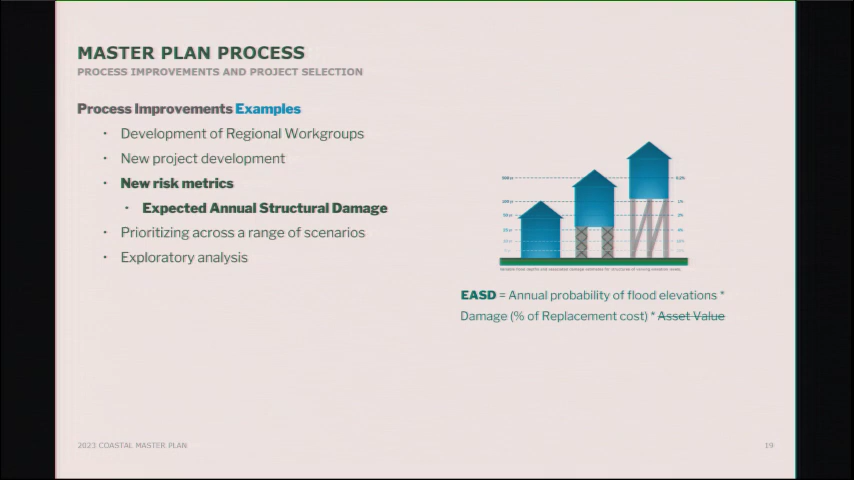 MASTER PLAN PROCESS
PROCESS IMPROVEMENTS AND PROJECT SELECTION
Process Improvements Examples
• Development of Regional Workgroups
• New project development
• New risk metrics
• Expected Annual Structural Damage
• Prioritizing across a range of scenarios
• Exploratory analysis
EASD = Annual probability of flood elevations *
Damage (% of Replacement cost) * Asset Value
2023 COASTAL MASTER PLAN
19